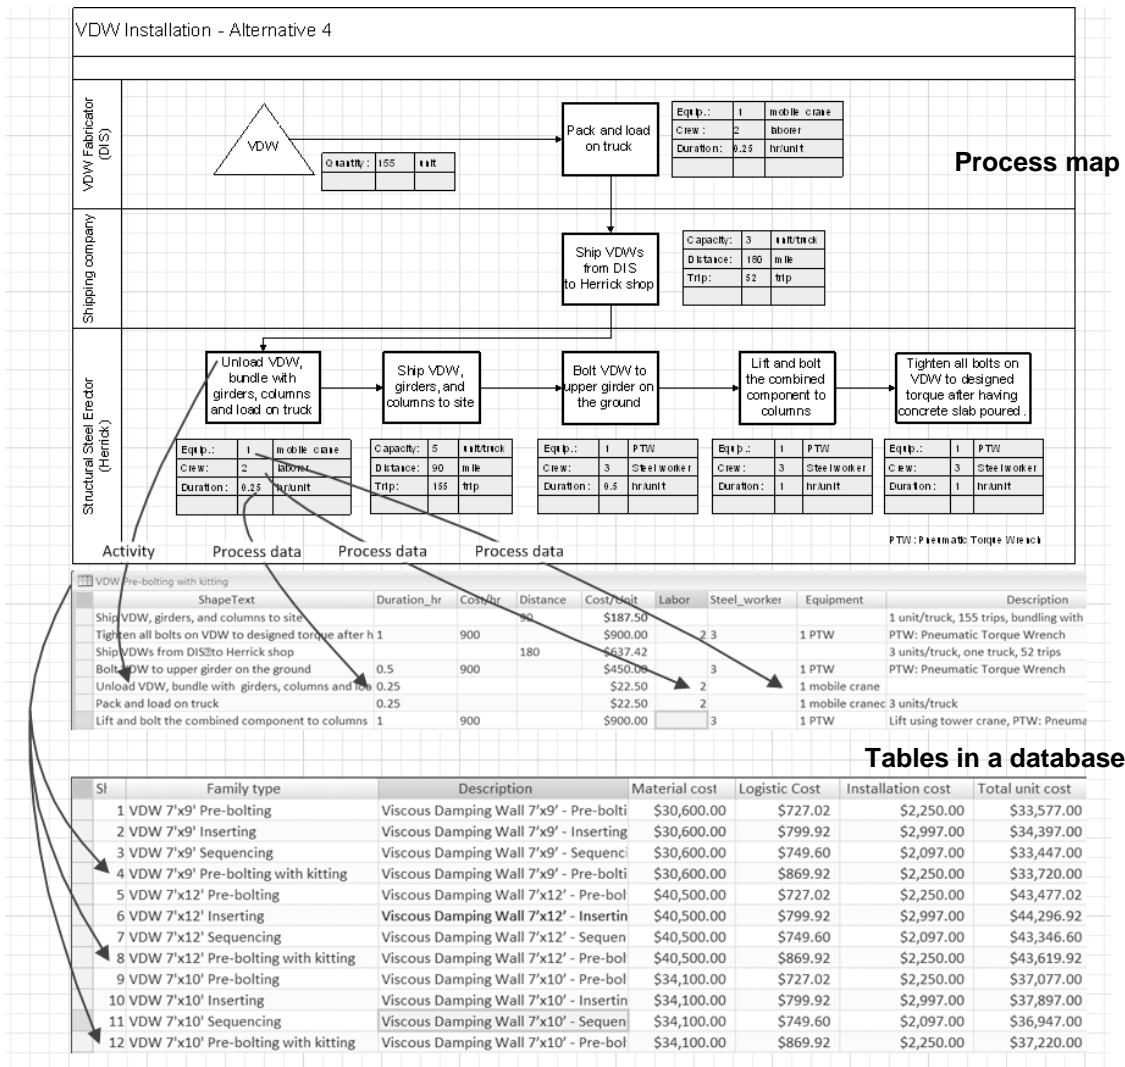 VDW Installation - Alternative 4
VDW Fabricator
(DIS)
VDW
Quantity: 155 unit
Pack and load
on truck
Equip.: 1 mobile crane
Crew: 2 laborer
Duration: 0.25 hr/unit
Process map
Shipping company
Ship VDWs
from DIS
to Herrick shop
Capacity: 3 unit/truck
Distance: 180 mile
Trip: 52 trip
Structural Steel Erector
(Herrick)
Unload VDW,
bundle with
girders, columns
and load on truck
Ship VDW,
girders, and
columns to site
Bolt VDW to
upper girder on
the ground
Lift and bolt
the combined
component to
columns
Tighten all bolts on
VDW to designed
torque after having
concrete slab poured.
Equip.: 1 mobile crane
Crew: 2 laborer
Duration: 0.25 hr/unit
Capacity: 5 unit/truck
Distance: 90 mile
Trip: 155 trip
Equip.: 1 PTW
Crew: 3 Steel worker
Duration: 0.5 hr/unit
Equip.: 1 PTW
Crew: 3 Steel worker
Duration: 1 hr/unit
Equip.: 1 PTW
Crew: 3 Steel worker
Duration: 1 hr/unit
PTW: Pneumatic Torque Wrench
Activity Process data Process data Process data
VDW Pre-bolting with kitting
ShapeText Duration_hr Cost/hr Distance Cost/Unit Labor Steel_worker Equipment Description
Ship VDW, girders, and columns to site 90 $187.50 1 unit/truck, 155 trips, bundling with
Tighten all bolts on VDW to designed torque after h 1 900 $900.00 2 3 1 PTW PTW: Pneumatic Torque Wrench
Ship VDWs from DIS to Herrick shop 180 $637.42 3 units/truck, one truck, 52 trips
Bolt VDW to upper girder on the ground 0.5 900 $450.00 3 1 PTW PTW: Pneumatic Torque Wrench
Unload VDW, bundle with girders, columns and loa 0.25 $22.50 2 1 mobile crane
Pack and load on truck 0.25 $22.50 2 1 mobile cranec 3 units/truck
Lift and bolt the combined component to columns 1 900 $900.00 3 1 PTW Lift using tower crane, PTW: Pneuma
Tables in a database
Family type Description Material cost Logistic Cost Installation cost Total unit cost
1 VDW 7'x9' Pre-bolting Viscous Damping Wall 7'x9' - Pre-bolti $30,600.00 $727.02 $2,250.00 $33,577.00
2 VDW 7'x9' Inserting Viscous Damping Wall 7'x9' - Inserting $30,600.00 $799.92 $2,997.00 $34,397.00
3 VDW 7'x9' Sequencing Viscous Damping Wall 7'x9' - Sequenci $30,600.00 $749.60 $2,097.00 $33,447.00
4 VDW 7'x9' Pre-bolting with kitting Viscous Damping Wall 7'x9' - Pre-bolti $30,600.00 $869.92 $2,250.00 $33,720.00
5 VDW 7'x12' Pre-bolting Viscous Damping Wall 7'x12' - Pre-bol $40,500.00 $727.02 $2,250.00 $43,477.02
6 VDW 7'x12' Inserting Viscous Damping Wall 7'x12' - Insertin $40,500.00 $799.92 $2,997.00 $44,296.92
7 VDW 7'x12' Sequencing Viscous Damping Wall 7'x12' - Sequen $40,500.00 $749.60 $2,097.00 $43,346.60
8 VDW 7'x12' Pre-bolting with kitting Viscous Damping Wall 7'x12' - Pre-bol $40,500.00 $869.92 $2,250.00 $43,619.92
9 VDW 7'x10' Pre-bolting Viscous Damping Wall 7'x10' - Pre-bol $34,100.00 $727.02 $2,250.00 $37,077.00
10 VDW 7'x10' Inserting Viscous Damping Wall 7'x10' - Insertin $34,100.00 $799.92 $2,997.00 $37,897.00
11 VDW 7'x10' Sequencing Viscous Damping Wall 7'x10' - Sequen $34,100.00 $749.60 $2,097.00 $36,947.00
12 VDW 7'x10' Pre-bolting with kitting Viscous Damping Wall 7'x10' - Pre-bol $34,100.00 $869.92 $2,250.00 $37,220.00